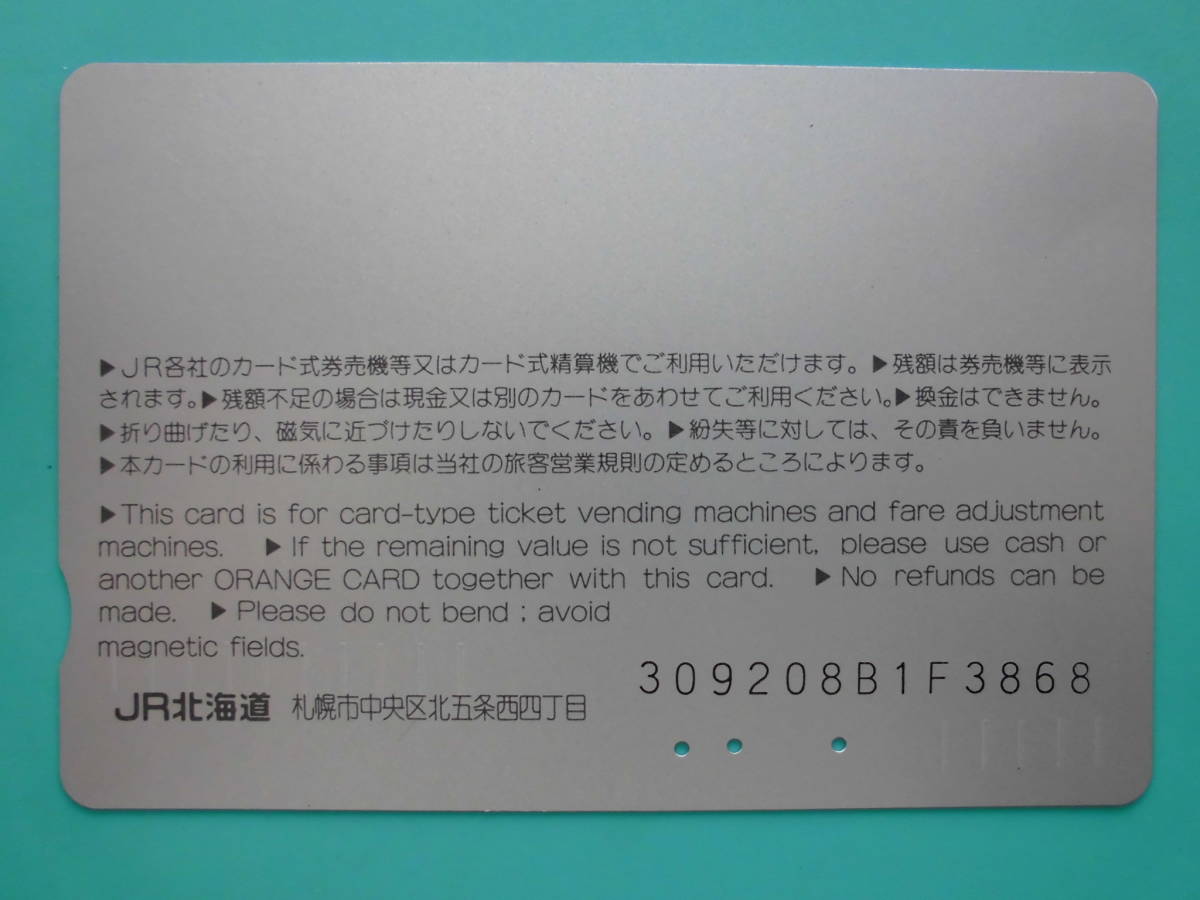 ▶JR各社のカード式券売機等又はカード式精算機でご利用いただけます。▶残額は券売機等に表示
されます。▶残額不足の場合は現金又は別のカードをあわせてご利用ください。▶換金はできません。
▶折り曲げたり、磁気に近づけたりしないでください。▶紛失等に対しては、その責を負いません。
▶本カードの利用に係わる事項は当社の旅客営業規則の定めるところによります。
▶This card is for card-type ticket vending machines and fare adjustment
machines. ▶If the remaining value is not sufficient, please use cash or
another ORANGE CARD together with this card. ▶No refunds can be
made. ▶Please do not bend ; avoid
magnetic fields.
309208B1F3868
JR北海道 札幌市中央区北五条西四丁目